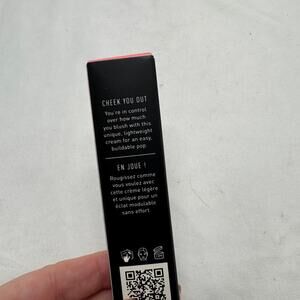 CHEEK YOU OUT
You're in control
over how much
you blush with this
unique, lightweight
cream for an easy,
buildable pop.
EN JOUE !
Rougissez comme
vous voulez avec
cette crème légère
et unique pour un
éclat modulable
sans effort.